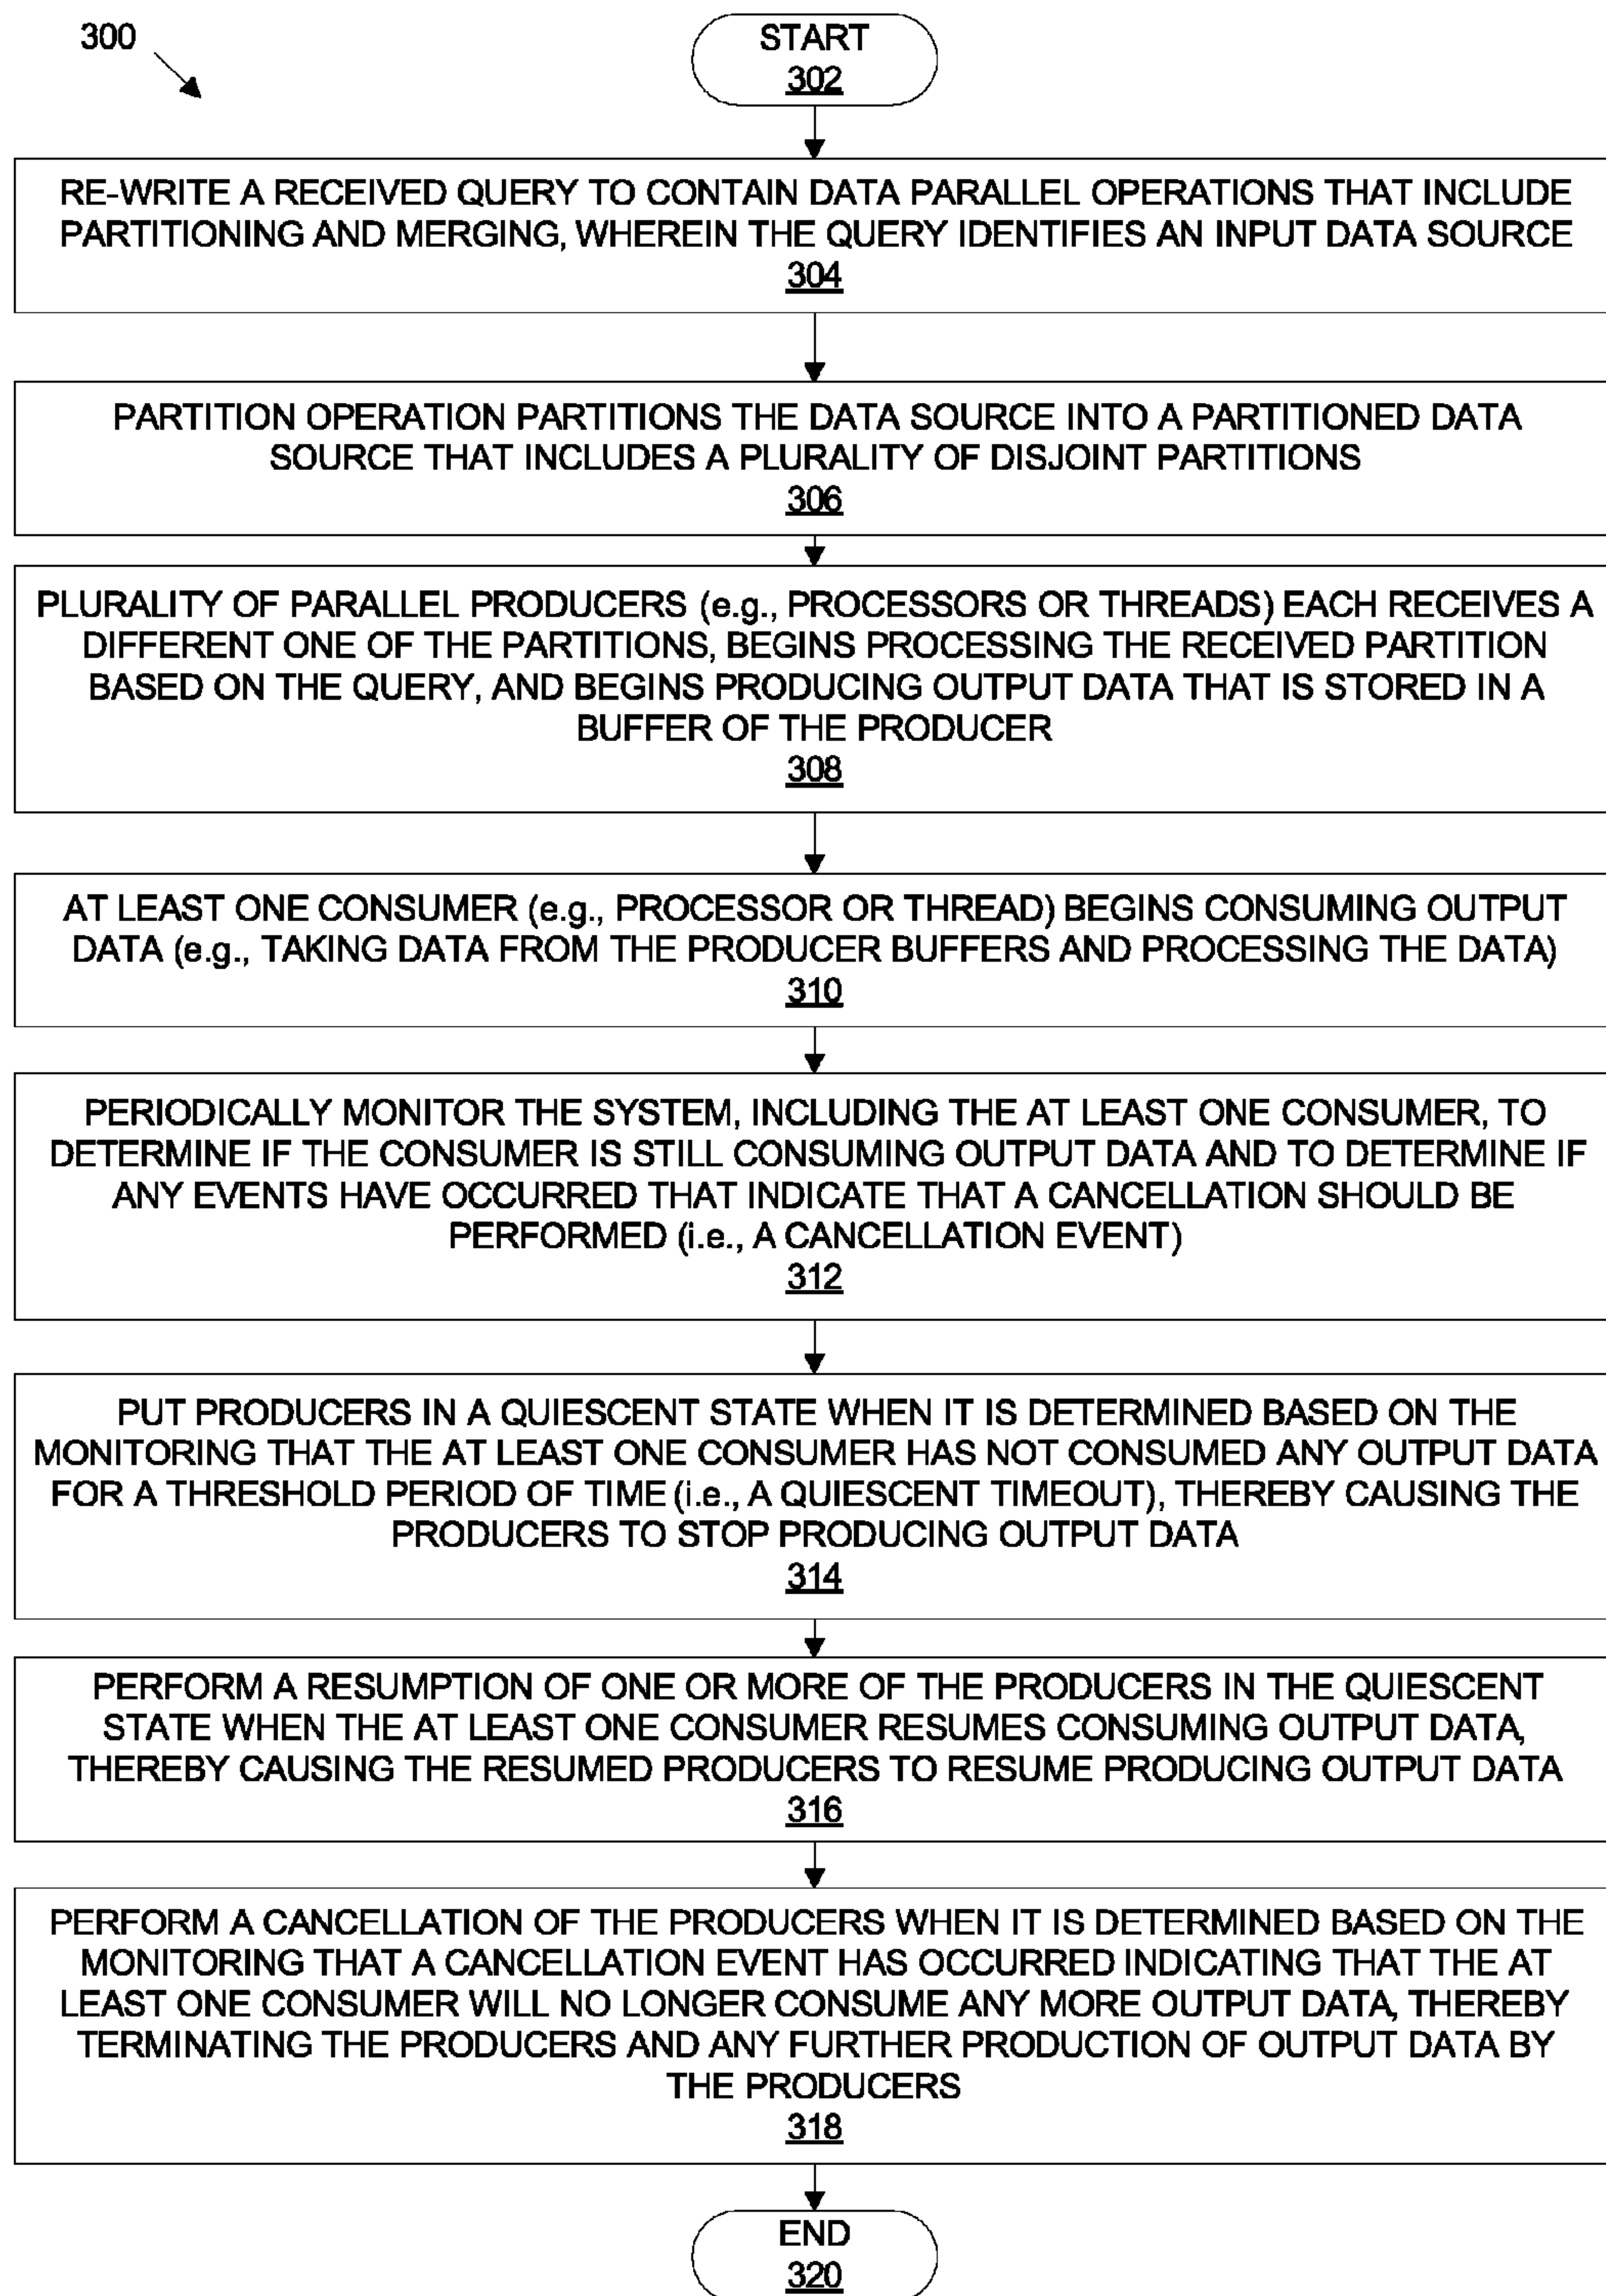 300
START
302
RE-WRITE A RECEIVED QUERY TO CONTAIN DATA PARALLEL OPERATIONS THAT INCLUDE
PARTITIONING AND MERGING, WHEREIN THE QUERY IDENTIFIES AN INPUT DATA SOURCE
304
PARTITION OPERATION PARTITIONS THE DATA SOURCE INTO A PARTITIONED DATA
SOURCE THAT INCLUDES A PLURALITY OF DISJOINT PARTITIONS
306
PLURALITY OF PARALLEL PRODUCERS (e.g., PROCESSORS OR THREADS) EACH RECEIVES A
DIFFERENT ONE OF THE PARTITIONS, BEGINS PROCESSING THE RECEIVED PARTITION
BASED ON THE QUERY, AND BEGINS PRODUCING OUTPUT DATA THAT IS STORED IN A
BUFFER OF THE PRODUCER
308
AT LEAST ONE CONSUMER (e.g., PROCESSOR OR THREAD) BEGINS CONSUMING OUTPUT
DATA (e.g., TAKING DATA FROM THE PRODUCER BUFFERS AND PROCESSING THE DATA)
310
PERIODICALLY MONITOR THE SYSTEM, INCLUDING THE AT LEAST ONE CONSUMER, TO
DETERMINE IF THE CONSUMER IS STILL CONSUMING OUTPUT DATA AND TO DETERMINE IF
ANY EVENTS HAVE OCCURRED THAT INDICATE THAT A CANCELLATION SHOULD BE
PERFORMED (i.e., A CANCELLATION EVENT)
312
PUT PRODUCERS IN A QUIESCENT STATE WHEN IT IS DETERMINED BASED ON THE
MONITORING THAT THE AT LEAST ONE CONSUMER HAS NOT CONSUMED ANY OUTPUT DATA
FOR A THRESHOLD PERIOD OF TIME (i.e., A QUIESCENT TIMEOUT), THEREBY CAUSING THE
PRODUCERS TO STOP PRODUCING OUTPUT DATA
314
PERFORM A RESUMPTION OF ONE OR MORE OF THE PRODUCERS IN THE QUIESCENT
STATE WHEN THE AT LEAST ONE CONSUMER RESUMES CONSUMING OUTPUT DATA,
THEREBY CAUSING THE RESUMED PRODUCERS TO RESUME PRODUCING OUTPUT DATA
316
PERFORM A CANCELLATION OF THE PRODUCERS WHEN IT IS DETERMINED BASED ON THE
MONITORING THAT A CANCELLATION EVENT HAS OCCURRED INDICATING THAT THE AT
LEAST ONE CONSUMER WILL NO LONGER CONSUME ANY MORE OUTPUT DATA, THEREBY
TERMINATING THE PRODUCERS AND ANY FURTHER PRODUCTION OF OUTPUT DATA BY
THE PRODUCERS
318
END
320